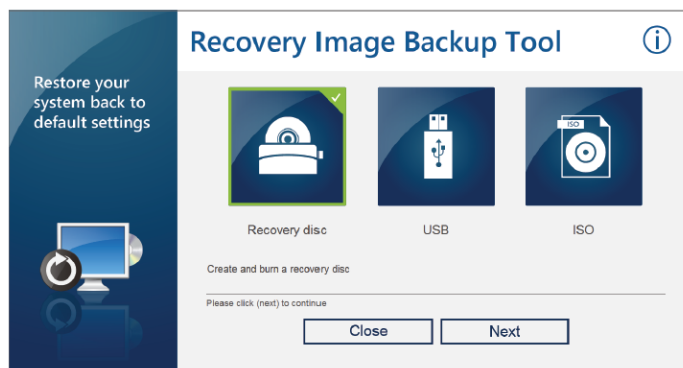 Recovery Image Backup Tool
Restore your
system back to
default settings
ISO
Recovery disc
USB
ISO
Create and burn a recovery disc
Please click (next) to continue
Close
Next